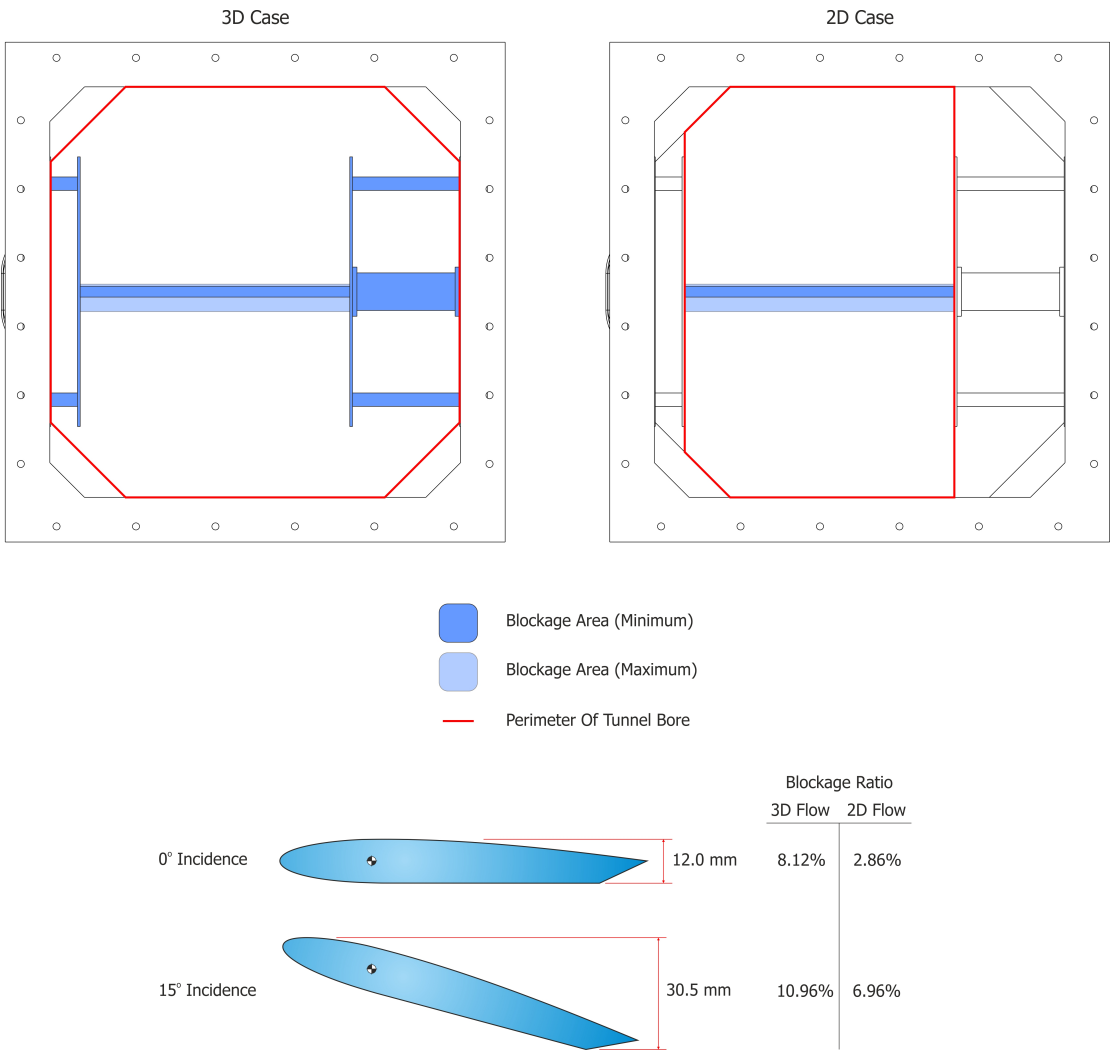 3D Case
2D Case
Blockage Area (Minimum)
Blockage Area (Maximum)
Perimeter Of Tunnel Bore
Blockage Ratio
3D Flow 2D Flow
0° Incidence 12.0 mm 8.12% 2.86%
15° Incidence 30.5 mm 10.96% 6.96%